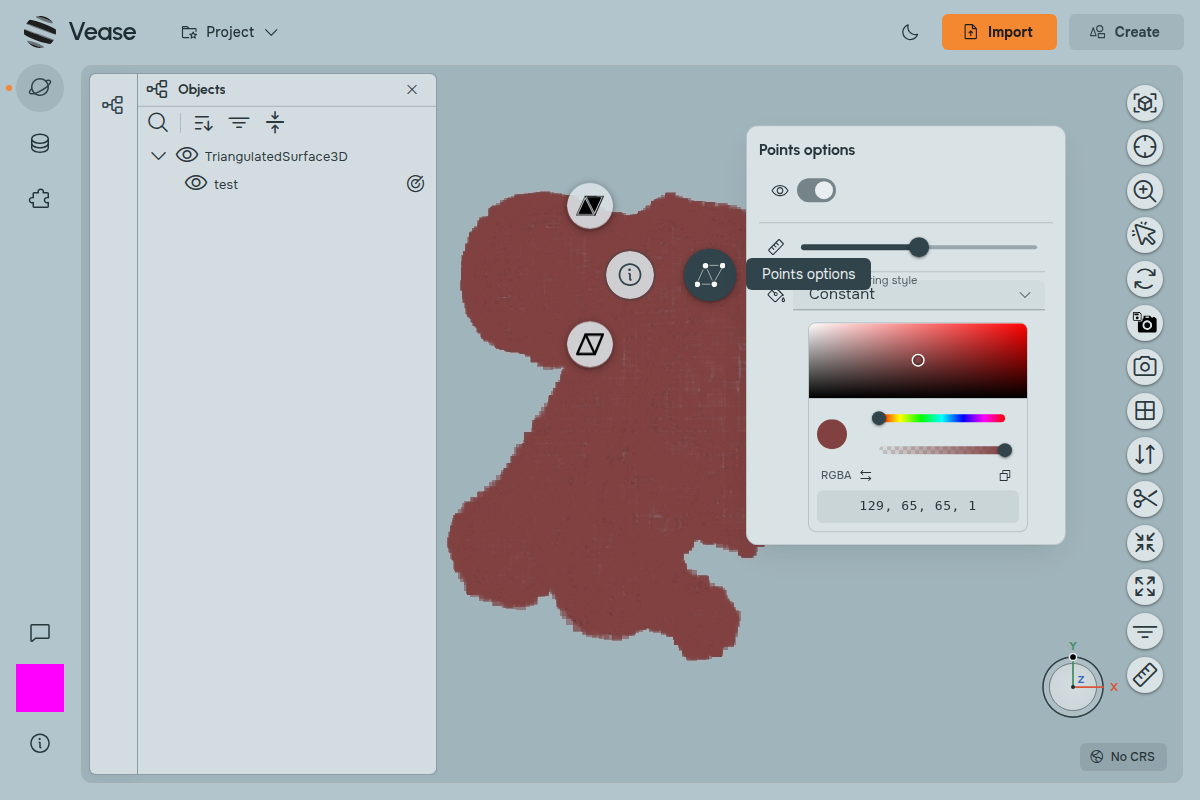 Vease
Project
Import
Create
Objects
TriangulatedSurface3D
test
Points options
Points options
ring style
Constant
RGBA
129, 65, 65, 1
Y
Z
X
No CRS